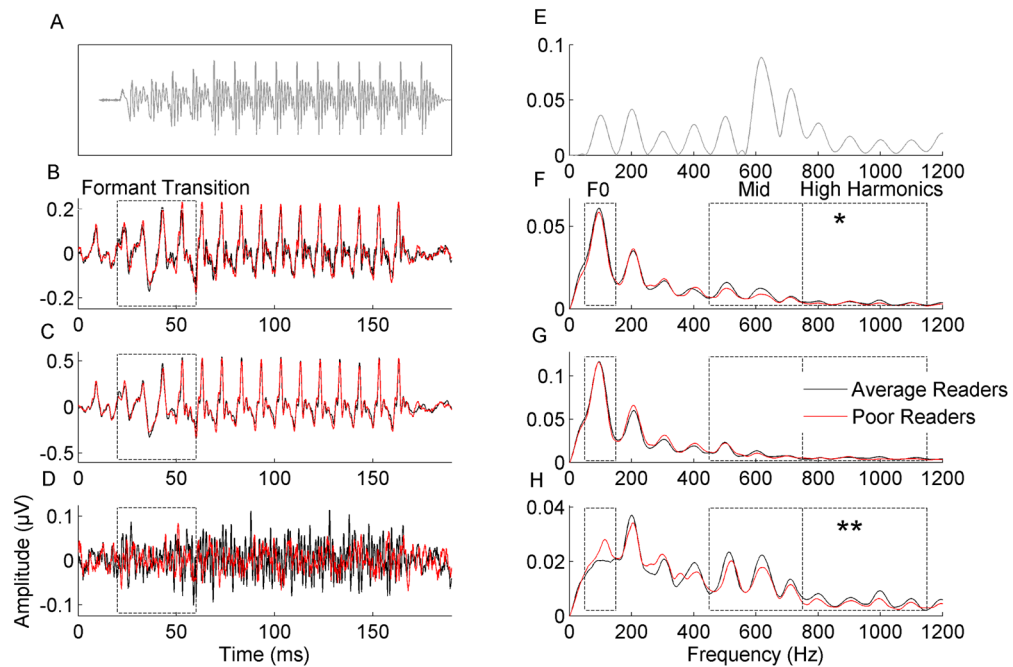 A
B
Formant Transition
0.2
0
-0.2
0 50 100 150
C
0.5
0
-0.5
0 50 100 150
D
0.1
0
-0.1
0 50 100 150
Amplitude (µV)
Time (ms)
E
0.1
0.05
0
0 200 400 600 800 1000 1200
F
F0 Mid High Harmonics
*
0.05
0
0 200 400 600 800 1000 1200
G
0.1
0.05
0
Average Readers
Poor Readers
0 200 400 600 800 1000 1200
H
**
0.04
0.02
0
0 200 400 600 800 1000 1200
Frequency (Hz)